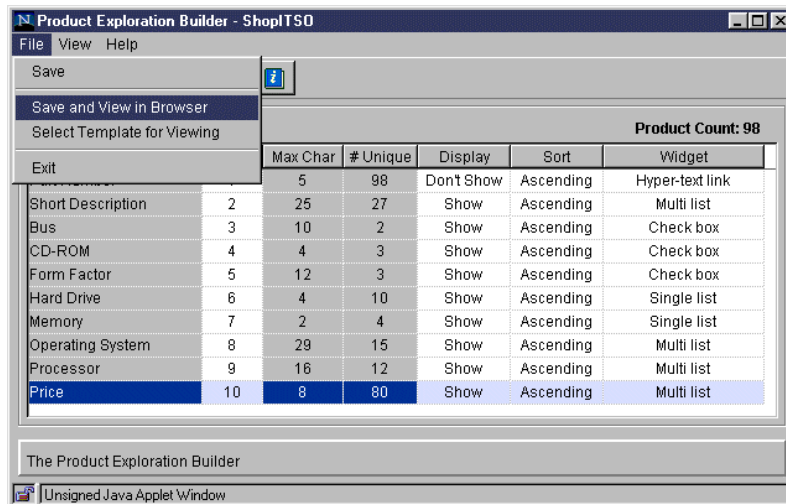 Product Exploration Builder - ShopITSO
File View Help
Save
Save and View in Browser
Select Template for Viewing
Exit
Product Count: 98
Max Char # Unique Display Sort Widget
5 98 Don't Show Ascending Hyper-text link
Short Description 2 25 27 Show Ascending Multi list
Bus 3 10 2 Show Ascending Check box
CD-ROM 4 4 3 Show Ascending Check box
Form Factor 5 12 3 Show Ascending Check box
Hard Drive 6 4 10 Show Ascending Single list
Memory 7 2 4 Show Ascending Single list
Operating System 8 29 15 Show Ascending Multi list
Processor 9 16 12 Show Ascending Multi list
Price 10 8 80 Show Ascending Multi list
The Product Exploration Builder
Unsigned Java Applet Window